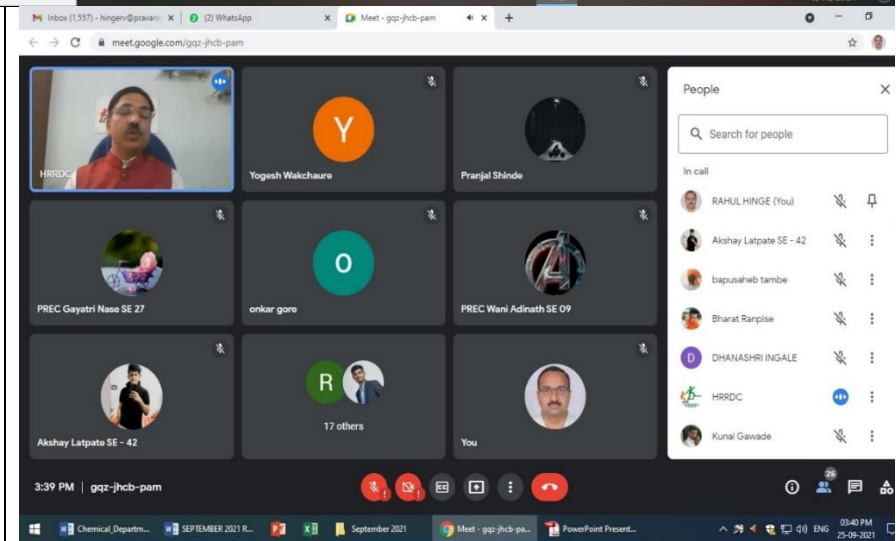 Inbox (1,557) - hingerv@pravara
(2) WhatsApp
Meet - gqz-jhcb-pam
meet.google.com/gqz-jhcb-pam
HRRDC
Y
Yogesh Wakchaure
Pranjal Shinde
PREC Gayatri Nase SE 27
o
onkar gore
PREC Wani Adinath SE 09
Akshay Latpate SE - 42
R
17 others
You
People
Search for people
In call
RAHUL HINGE (You)
Akshay Latpate SE - 42
bapusaheb tambe
Bharat Ranpise
D
DHANASHRI INGALE
HRRDC
Kunal Gawade
3:39 PM | gqz-jhcb-pam
CC
25
Chemical_Departm...
SEPTEMBER 2021 R...
September 2021
Meet - gqz-jhcb-pa...
PowerPoint Present...
ENG
03:40 PM
25-09-2021